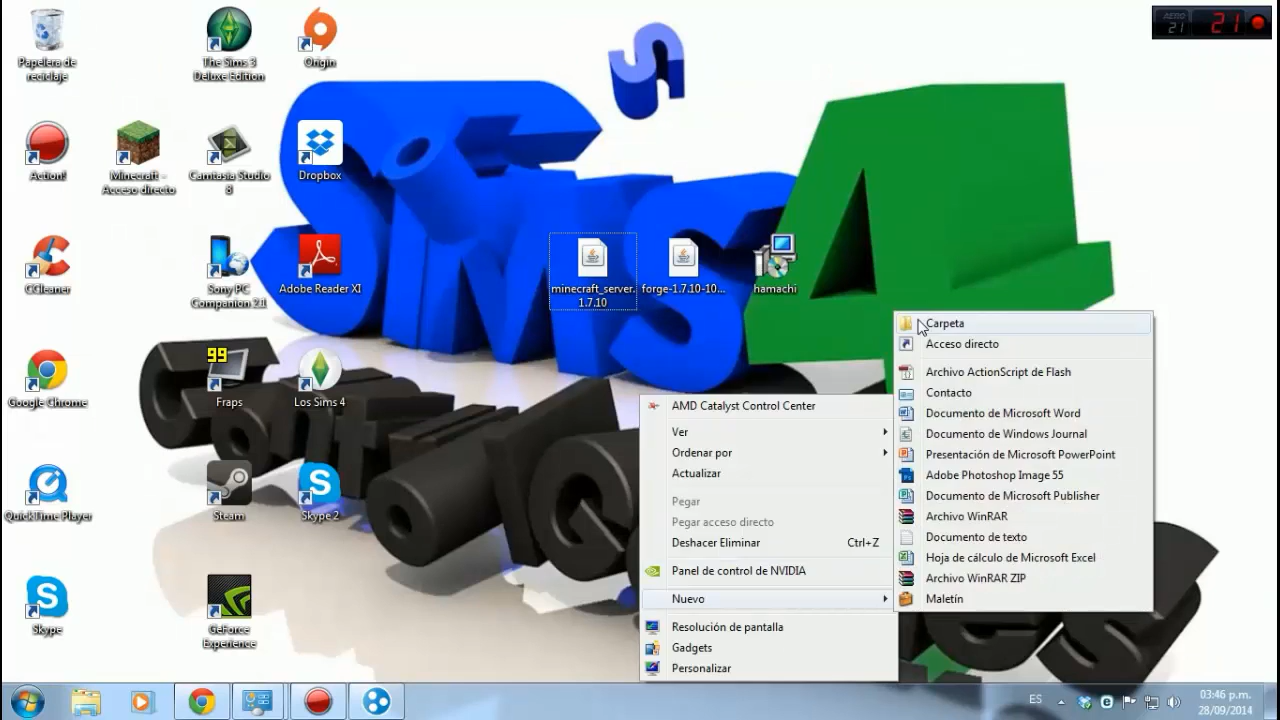 Papelera de
reciclaje
The Sims 3
Deluxe Edition
Origin
AERO
21
21
Action!
Minecraft -
Acceso directo
Camtasia Studio
8
Dropbox
CCleaner
Sony PC
Companion 2.1
Adobe Reader XI
minecraft_server.
1.7.10
forge-1.7.10-10...
hamachi
Google Chrome
99
Fraps
Los Sims 4
QuickTime Player
Steam
Skype 2
Skype
GeForce
Experience
SiMS 4
AMD Catalyst Control Center
Ver
Ordenar por
Actualizar
Pegar
Pegar acceso directo
Deshacer Eliminar Ctrl+Z
Panel de control de NVIDIA
Nuevo
Resolución de pantalla
Gadgets
Personalizar
Carpeta
Acceso directo
Archivo ActionScript de Flash
Contacto
Documento de Microsoft Word
Documento de Windows Journal
Presentación de Microsoft PowerPoint
Adobe Photoshop Image 55
Documento de Microsoft Publisher
Archivo WinRAR
Documento de texto
Hoja de cálculo de Microsoft Excel
Archivo WinRAR ZIP
Maletín
ES
03:46 p.m.
28/09/2014